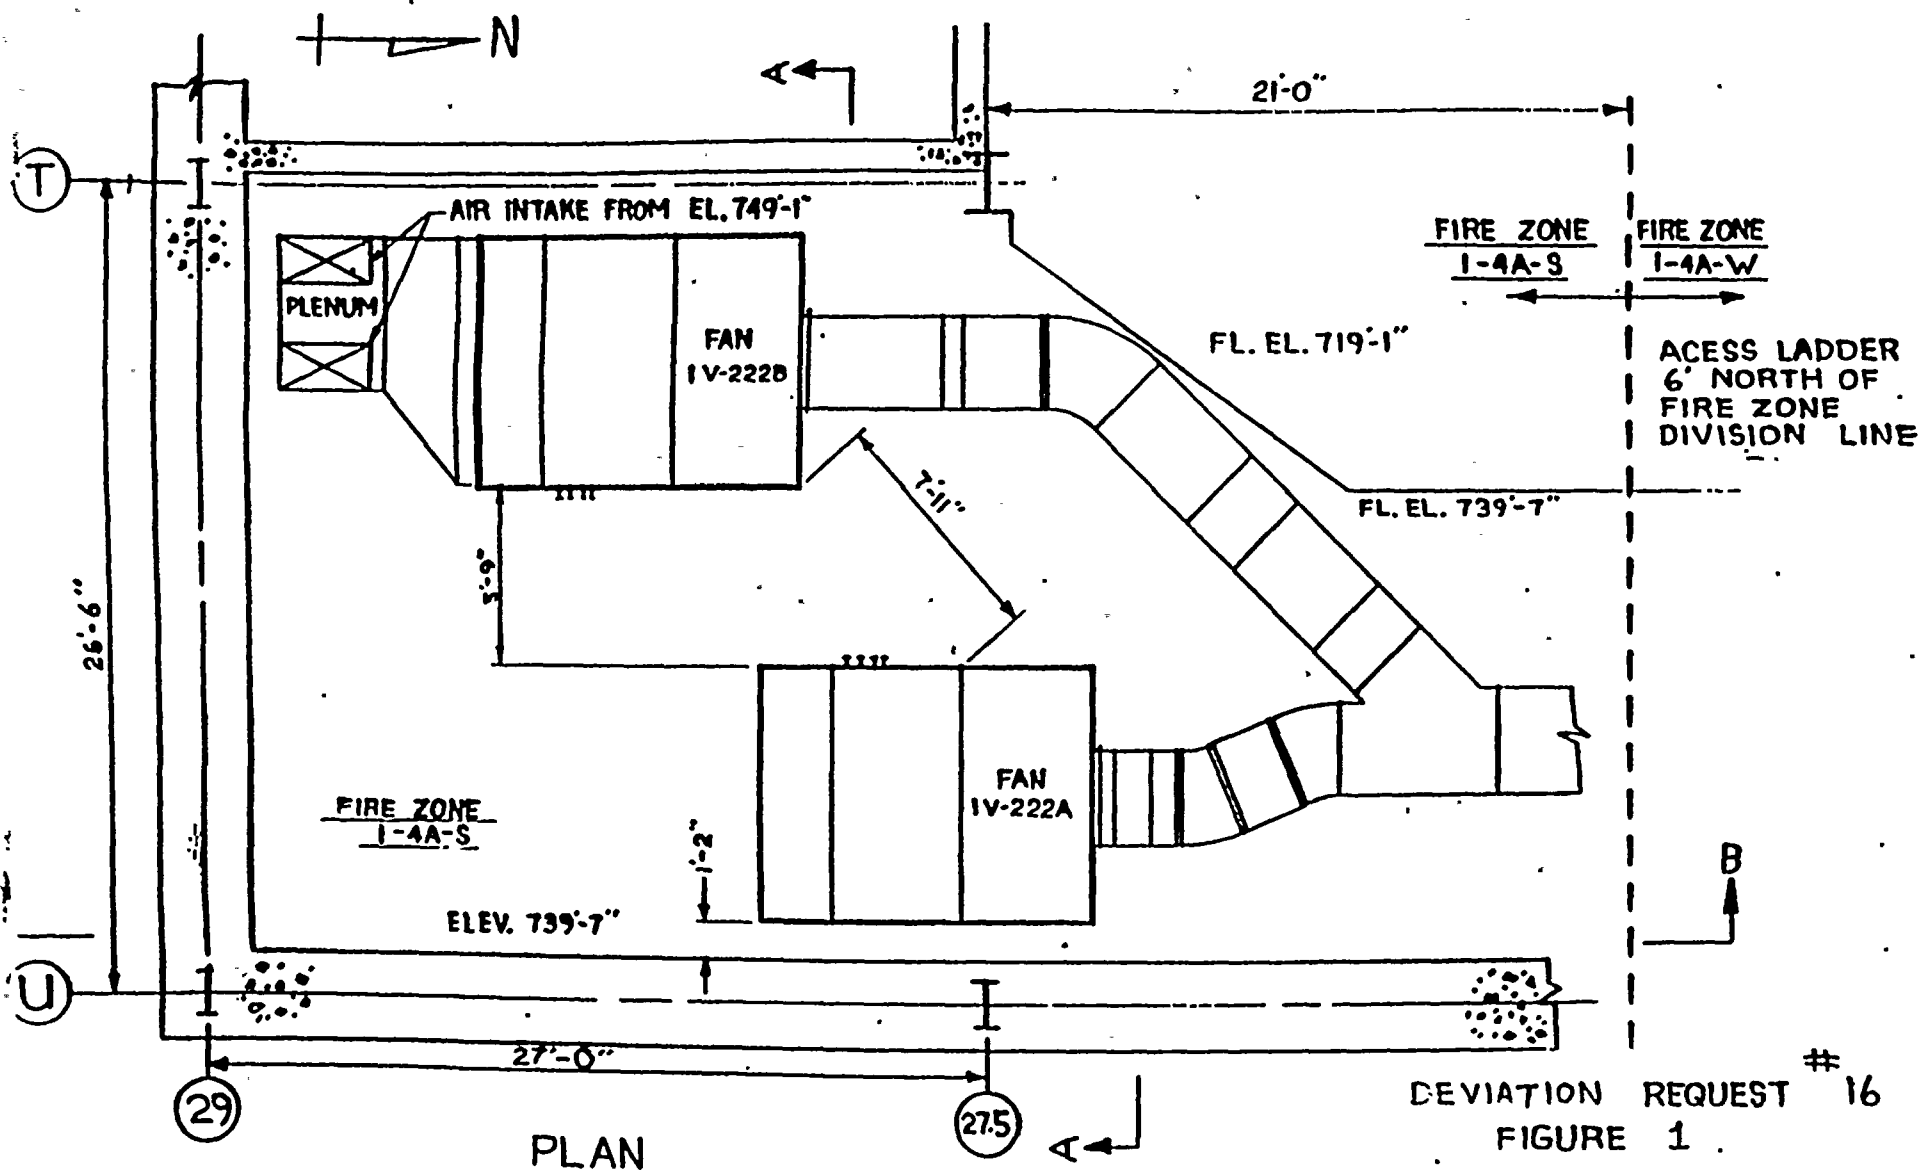 N
A
21'-0"
T
AIR INTAKE FROM EL. 749'-1"
FIRE ZONE
1-4A-S
FIRE ZONE
1-4A-W
PLENUM
FAN
1V-222B
FL. EL. 719'-1"
ACESS LADDER
6' NORTH OF
FIRE ZONE
DIVISION LINE
7'-11"
FL. EL. 739'-7"
5'-9"
26'-6"
FAN
1V-222A
FIRE ZONE
1-4A-S
1'-2"
B
ELEV. 739'-7"
U
27'-0"
29
27.5
A
PLAN
DEVIATION REQUEST # 16
FIGURE 1